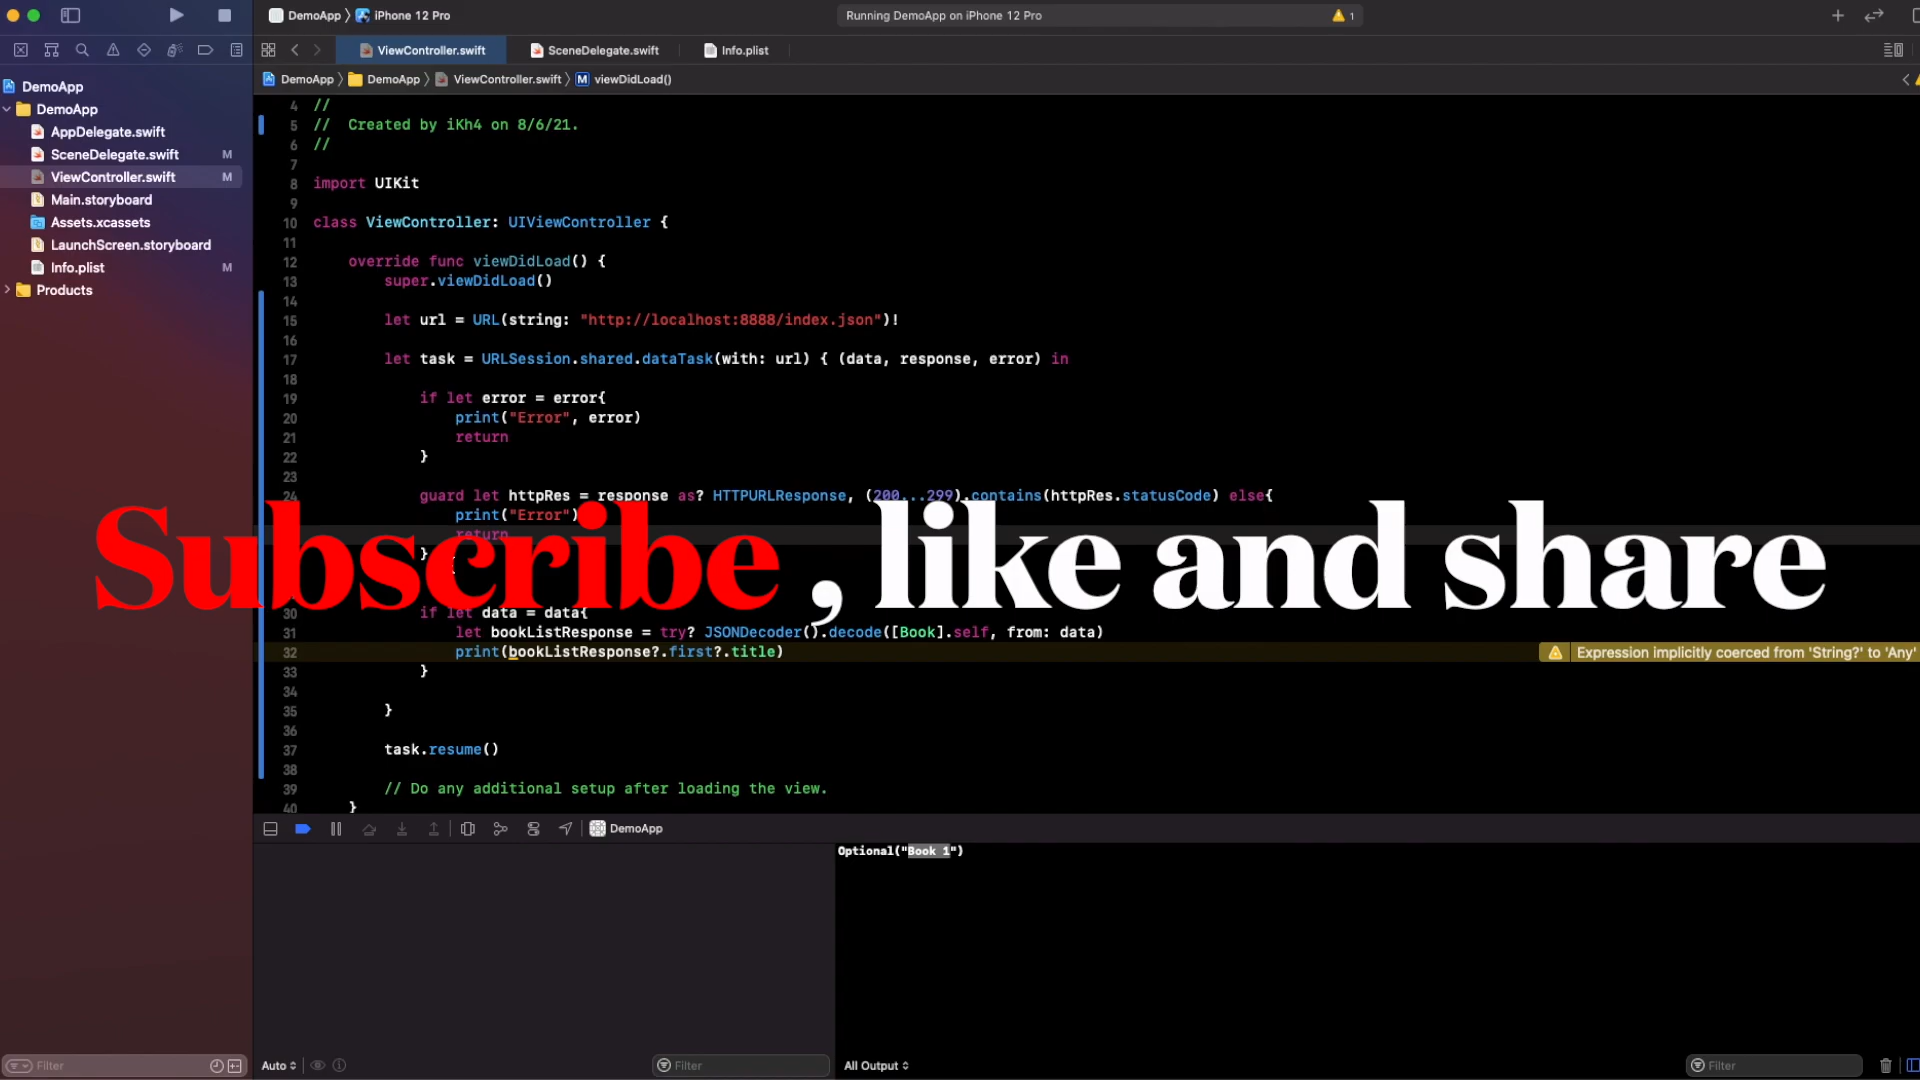 DemoApp
iPhone 12 Pro
Running DemoApp on iPhone 12 Pro
1
ViewController.swift
SceneDelegate.swift
Info.plist
DemoApp
DemoApp
ViewController.swift
M
viewDidLoad()
DemoApp
DemoApp
AppDelegate.swift
SceneDelegate.swift M
ViewController.swift M
Main.storyboard
Assets.xcassets
LaunchScreen.storyboard
Info.plist M
Products
4 //
5 //  Created by iKh4 on 8/6/21.
6 //
7
8 import UIKit
9
10 class ViewController: UIViewController {
11
12 override func viewDidLoad() {
13 super.viewDidLoad()
14
15 let url = URL(string: "http://localhost:8888/index.json")!
16
17 let task = URLSession.shared.dataTask(with: url) { (data, response, error) in
18
19 if let error = error{
20 print("Error", error)
21 return
22 }
23
24 guard let httpRes = response as? HTTPURLResponse, (200...299).contains(httpRes.statusCode) else{
print("Error")
return
}
Subscribe , like and share
30 if let data = data{
31 let bookListResponse = try? JSONDecoder().decode([Book].self, from: data)
32 print(bookListResponse?.first?.title)
Expression implicitly coerced from 'String?' to 'Any'
33 }
34
35 }
36
37 task.resume()
38
39 // Do any additional setup after loading the view.
40 }
DemoApp
Optional("Book 1")
Filter
Auto
Filter
All Output
Filter